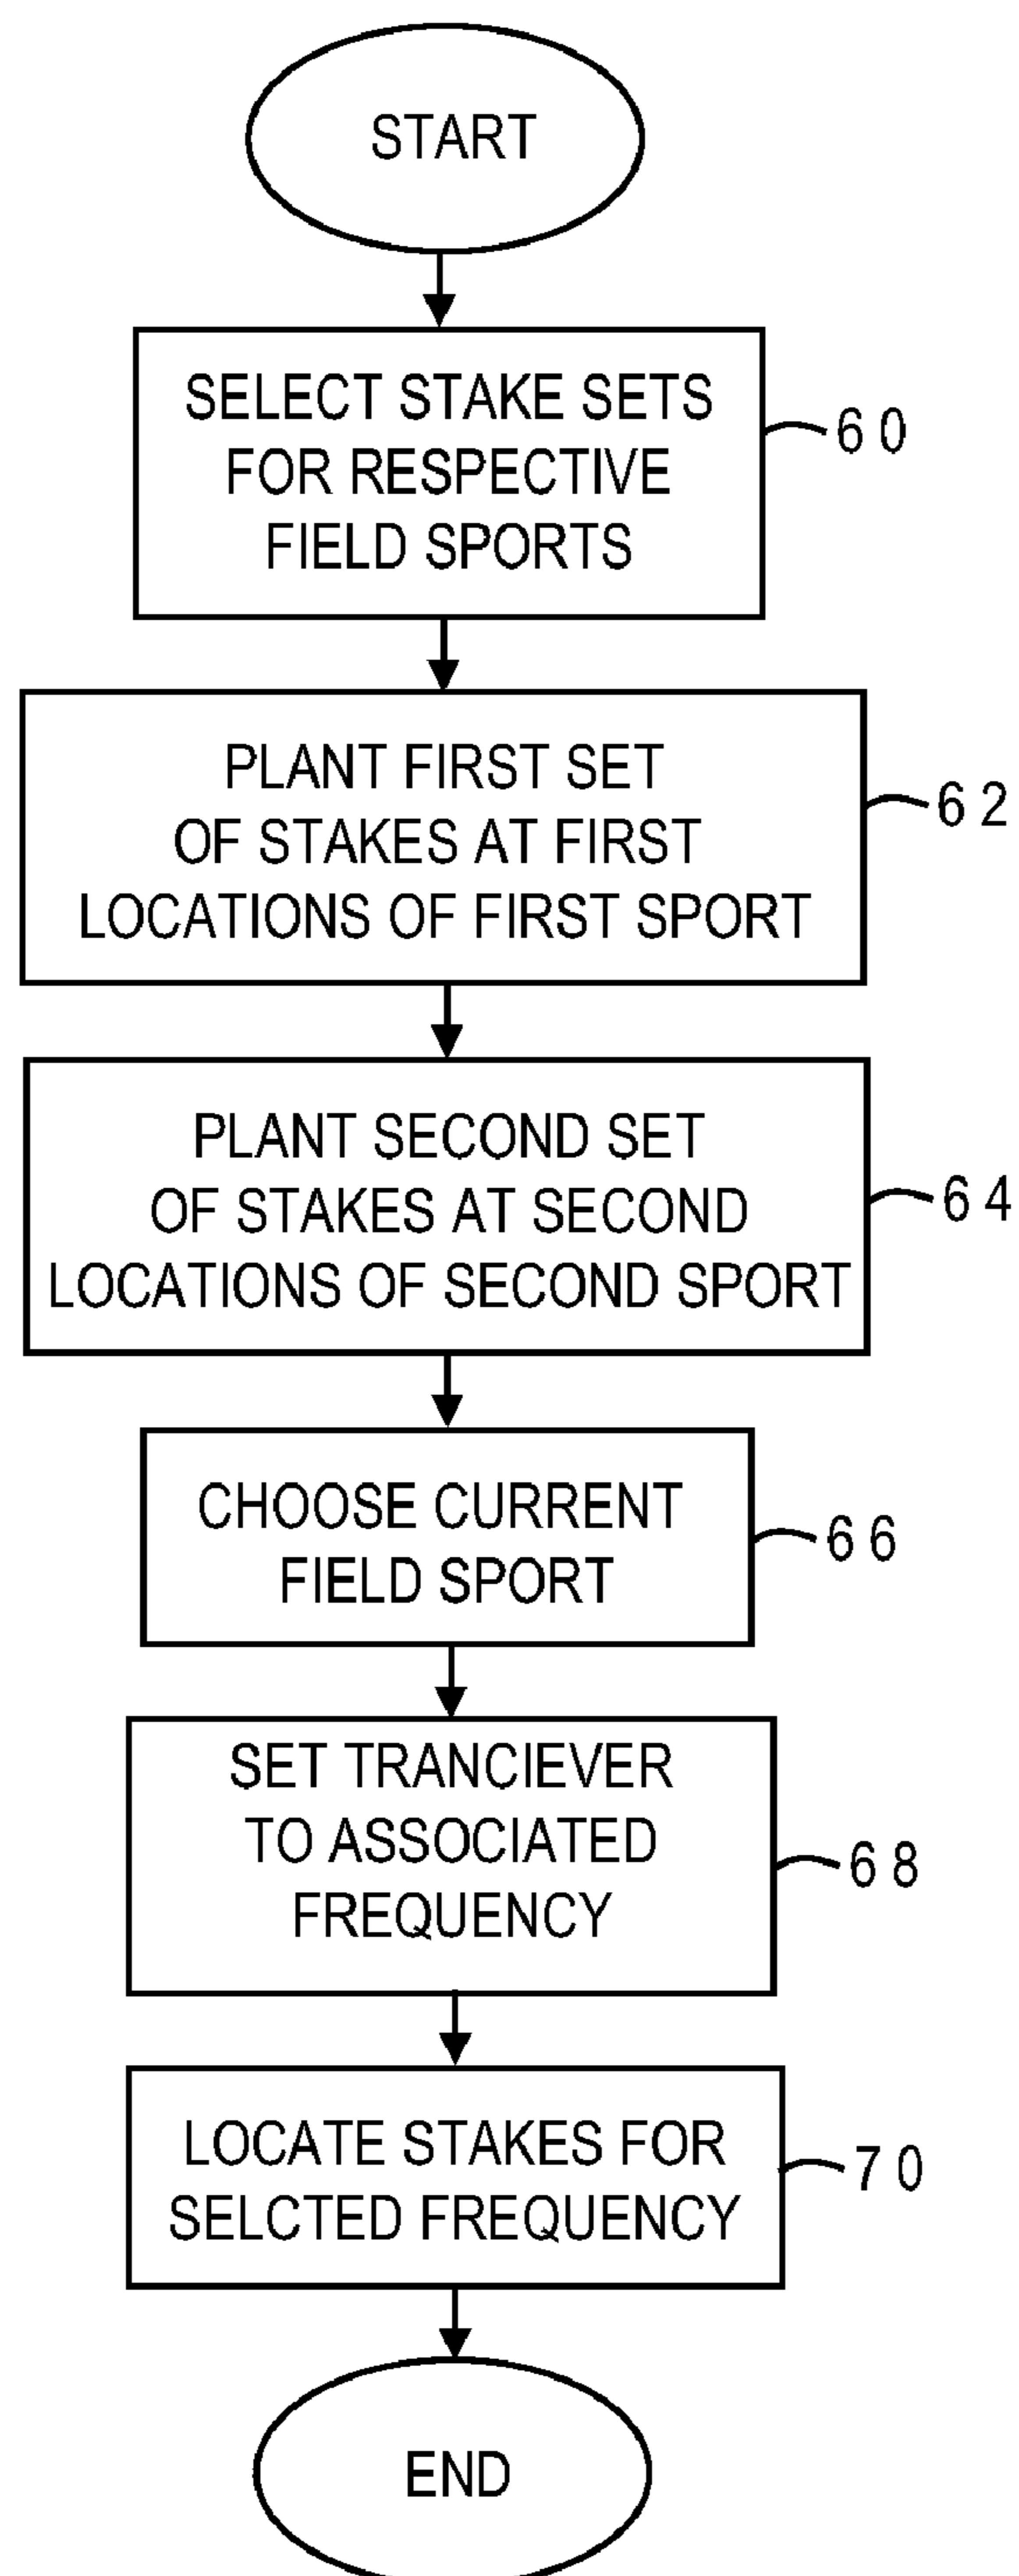 START
SELECT STAKE SETS
FOR RESPECTIVE
FIELD SPORTS
60
PLANT FIRST SET
OF STAKES AT FIRST
LOCATIONS OF FIRST SPORT
62
PLANT SECOND SET
OF STAKES AT SECOND
LOCATIONS OF SECOND SPORT
64
CHOOSE CURRENT
FIELD SPORT
66
SET TRANCIEVER
TO ASSOCIATED
FREQUENCY
68
LOCATE STAKES FOR
SELCTED FREQUENCY
70
END